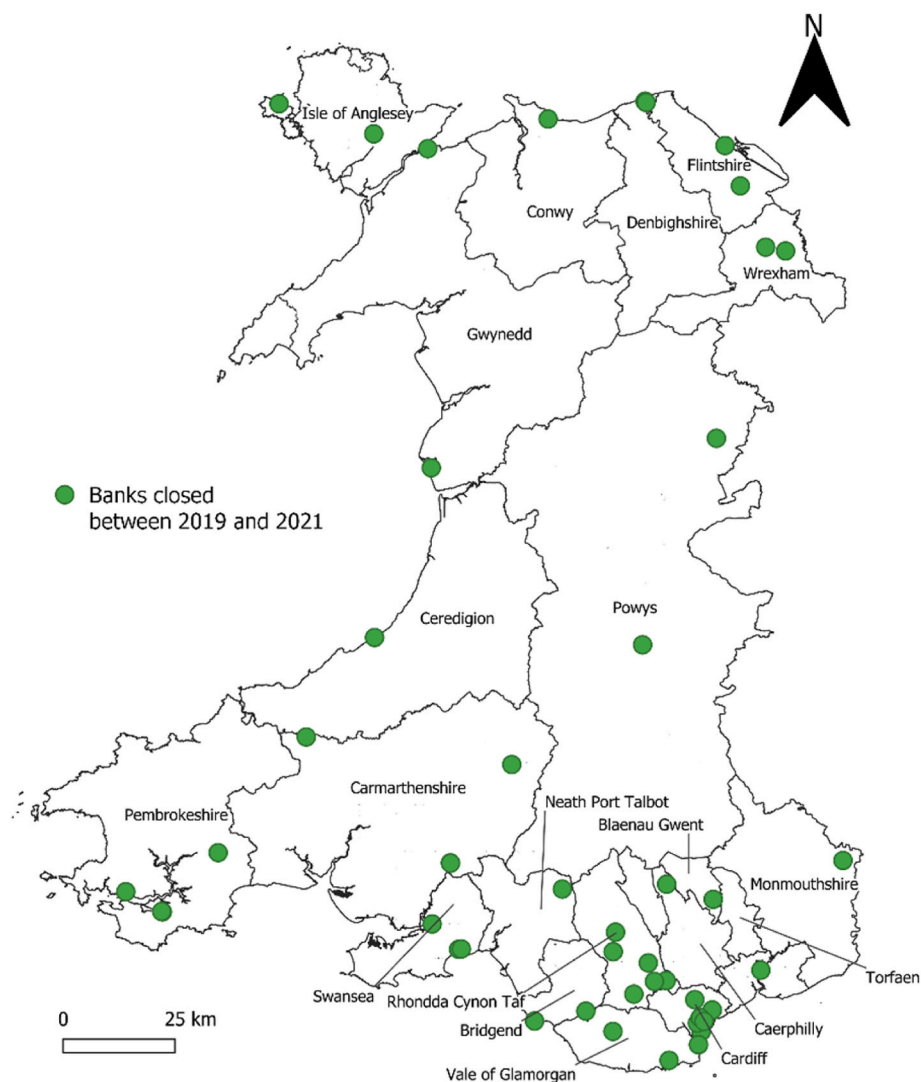 N
Isle of Anglesey
Flintshire
Conwy
Denbighshire
Wrexham
Gwynedd
Banks closed
between 2019 and 2021
Ceredigion
Powys
Carmarthenshire
Neath Port Talbot
Blaenau Gwent
Pembrokeshire
Monmouthshire
Torfaen
Swansea
Rhondda Cynon Taf
Bridgend
Caerphilly
Cardiff
Vale of Glamorgan
0 25 km